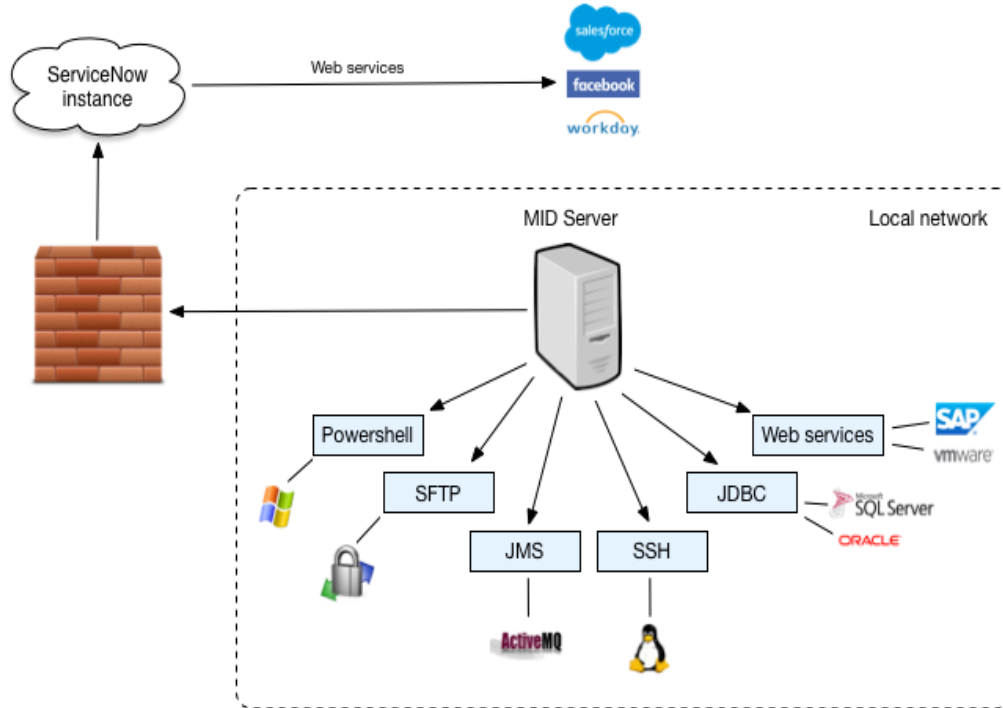 salesforce
ServiceNow
instance
Web services
facebook
workday.
MID Server
Local network
Powershell
Web services
SAP
vmware
SFTP
JDBC
Microsoft
SQL Server
ORACLE
JMS
SSH
ActiveMQ